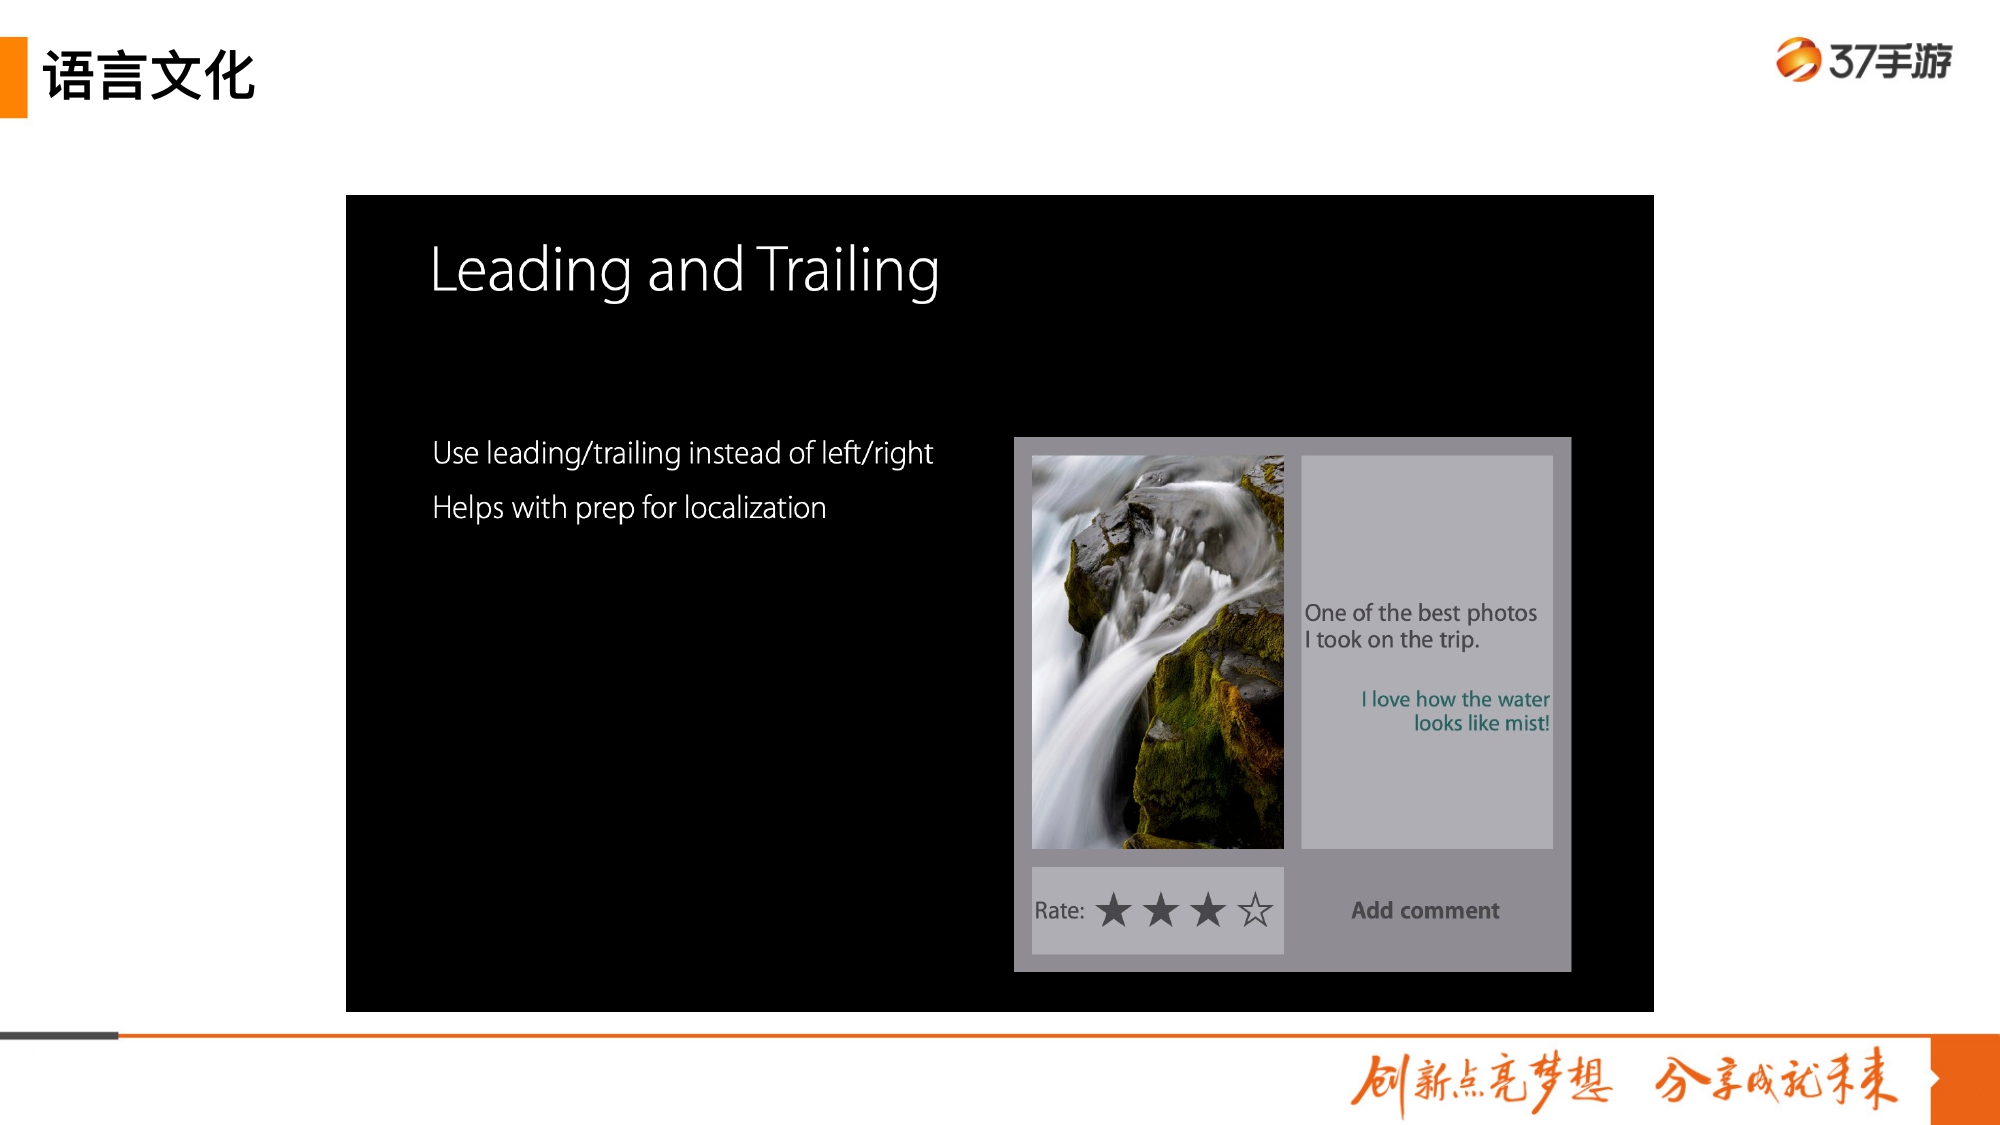 语言文化
37手游
Leading and Trailing
Use leading/trailing instead of left/right
Helps with prep for localization
One of the best photos
I took on the trip.
I love how the water
looks like mist!
Rate: ★ ★ ★ ☆
Add comment
创新点亮梦想 分享成就未来